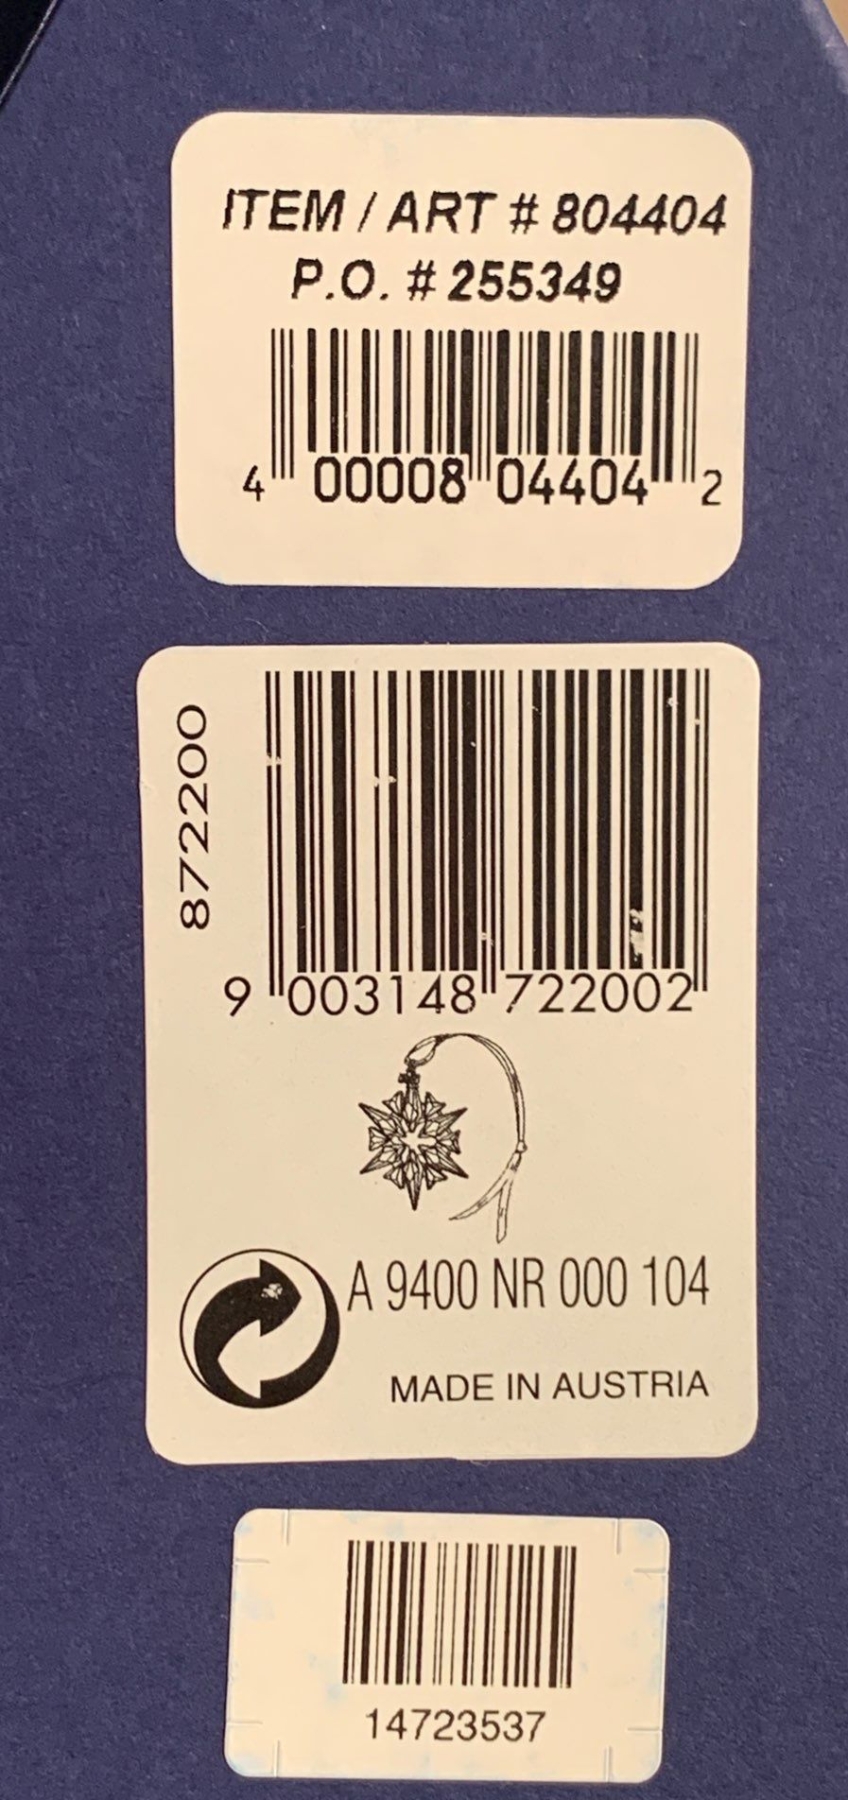 ITEM / ART # 804404
P.O. # 255349
4 00008 04404 2
872200
9 003148 722002
A 9400 NR 000 104
MADE IN AUSTRIA
14723537